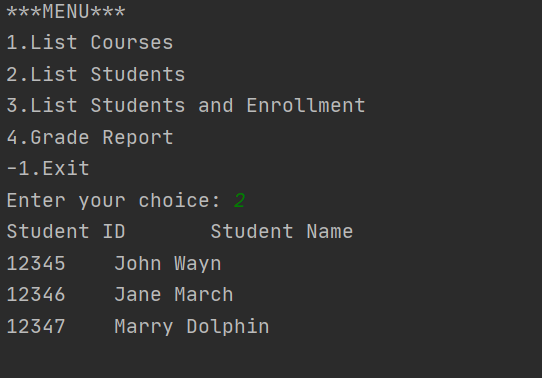 ***MENU***
1.List Courses
2.List Students
3.List Students and Enrollment
4.Grade Report
-1.Exit
Enter your choice: 2
Student ID       Student Name
12345    John Wayn
12346    Jane March
12347    Marry Dolphin